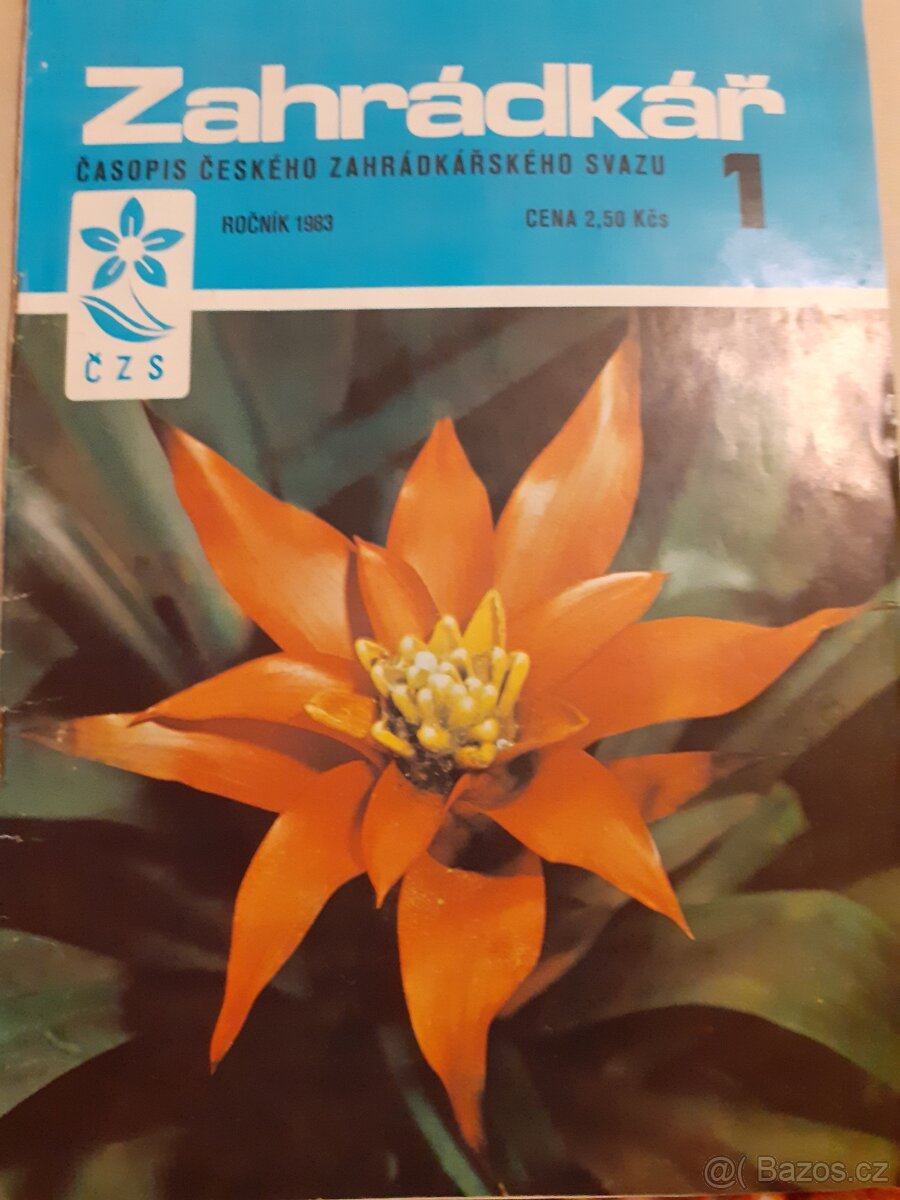 Zahrádkář
ČASOPIS ČESKÉHO ZAHRÁDKÁŘSKÉHO SVAZU 1
ROČNÍK 1983 CENA 2,50 Kčs
ČZS
@( Bazos.cz